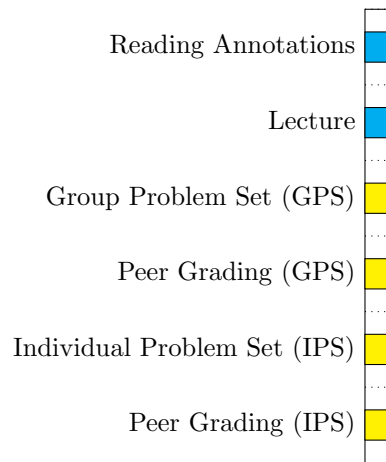 Reading Annotations
Lecture
Group Problem Set (GPS)
Peer Grading (GPS)
Individual Problem Set (IPS)
Peer Grading (IPS)